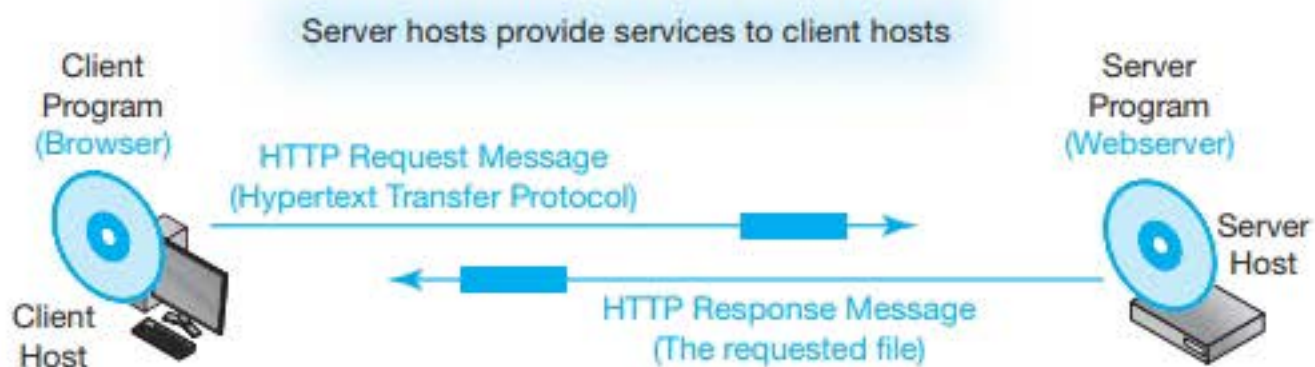 Server hosts provide services to client hosts
Client
Program
(Browser)
HTTP Request Message
(Hypertext Transfer Protocol)
Server
Program
(Webserver)
Server
Host
Client
Host
HTTP Response Message
(The requested file)